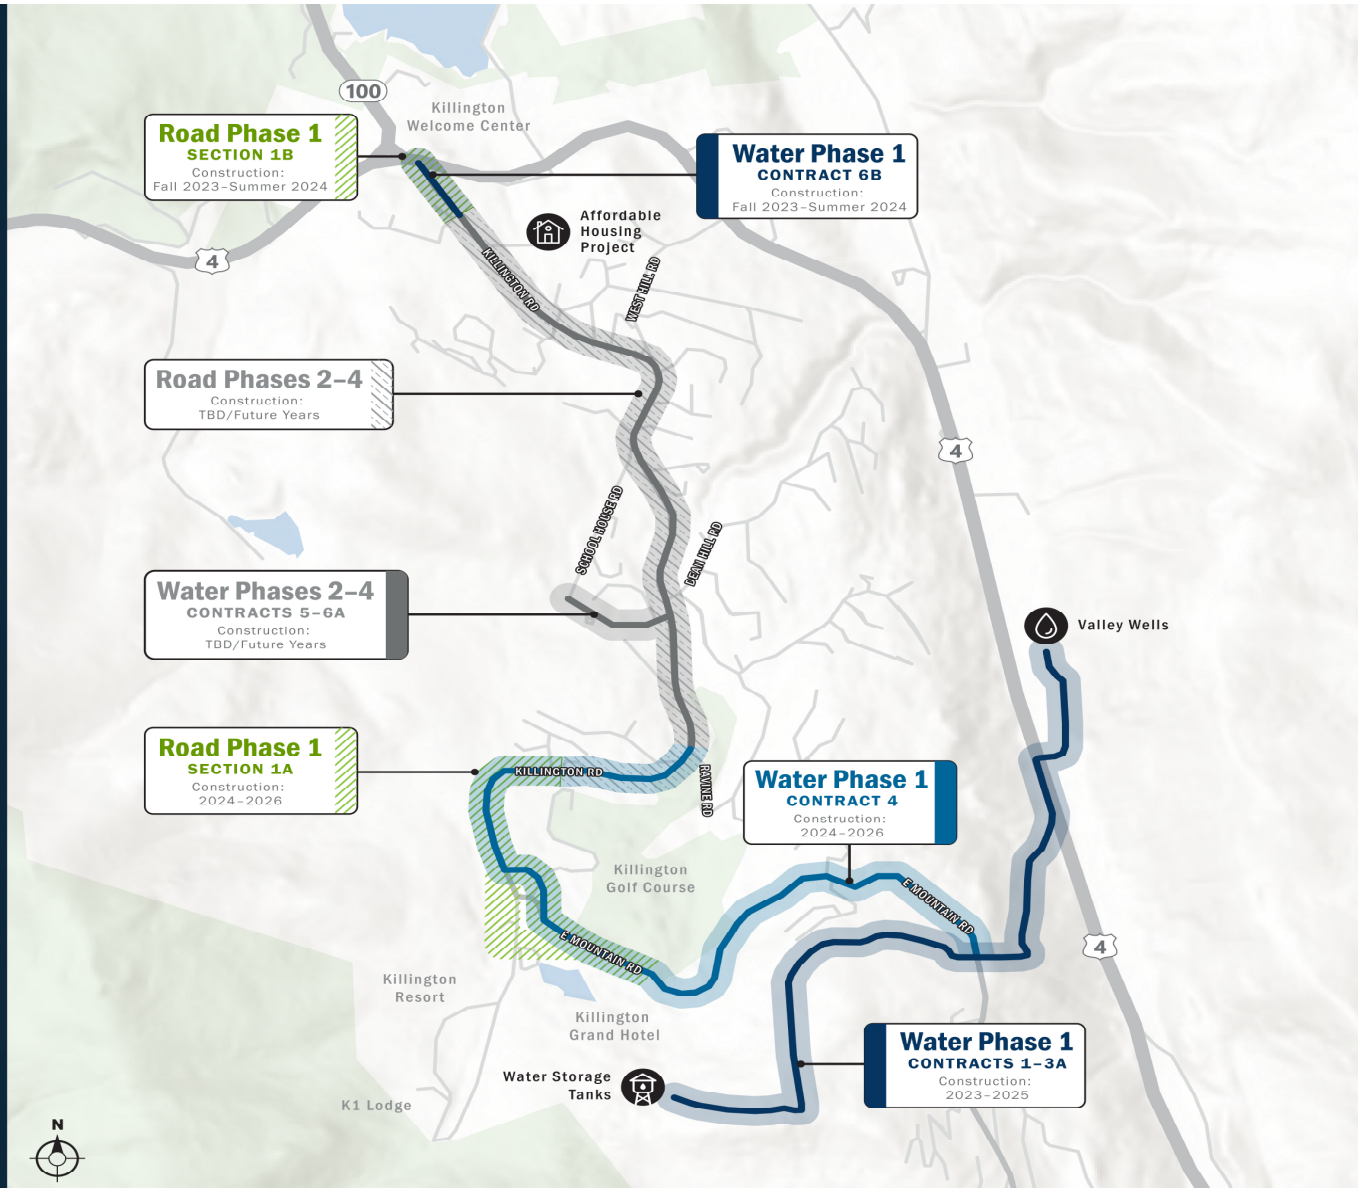 100
Killington
Welcome Center
Road Phase 1
SECTION 1B
Construction:
Fall 2023–Summer 2024
Water Phase 1
CONTRACT 6B
Construction:
Fall 2023–Summer 2024
Affordable
Housing
Project
4
KILLINGTON RD
WEST HILL RD
Road Phases 2–4
Construction:
TBD/Future Years
4
SCHOOL HOUSE RD
DEAN HILL RD
Water Phases 2–4
CONTRACTS 5–6A
Construction:
TBD/Future Years
Valley Wells
Road Phase 1
SECTION 1A
Construction:
2024–2026
KILLINGTON RD
RAVINE RD
Water Phase 1
CONTRACT 4
Construction:
2024–2026
Killington
Golf Course
E MOUNTAIN RD
E MOUNTAIN RD
4
Killington
Resort
Killington
Grand Hotel
Water Phase 1
CONTRACTS 1–3A
Construction:
2023–2025
Water Storage
Tanks
K1 Lodge
N